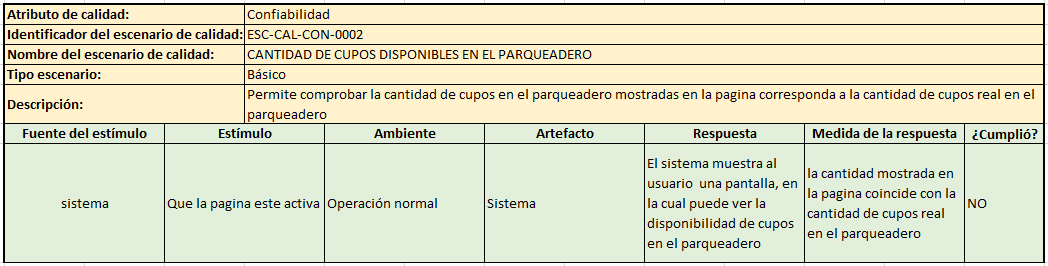 Atributo de calidad: Confiabilidad
Identificador del escenario de calidad: ESC-CAL-CON-0002
Nombre del escenario de calidad: CANTIDAD DE CUPOS DISPONIBLES EN EL PARQUEADERO
Tipo escenario: Básico
Descripción: Permite comprobar la cantidad de cupos en el parqueadero mostradas en la pagina corresponda a la cantidad de cupos real en el
parqueadero
Fuente del estímulo Estímulo Ambiente Artefacto Respuesta Medida de la respuesta ¿Cumplió?
sistema
Que la pagina este activa
Operación normal
Sistema
El sistema muestra al
usuario una pantalla, en
la cual puede ver la
disponibilidad de cupos
en el parqueadero
la cantidad mostrada en
la pagina coincide con la
cantidad de cupos real
en el parqueadero
NO